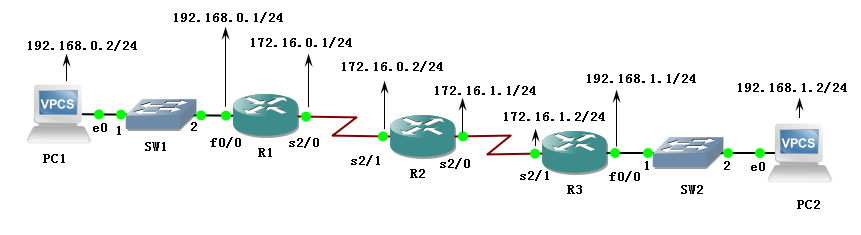 192.168.0.1/24
192.168.0.2/24
172.16.0.1/24
172.16.0.2/24
172.16.1.1/24
192.168.1.1/24
192.168.1.2/24
172.16.1.2/24
VPCS
e0
1
2
f0/0
s2/0
PC1
SW1
R1
s2/1
s2/0
R2
s2/1
f0/0
R3
1
2
e0
VPCS
SW2
PC2